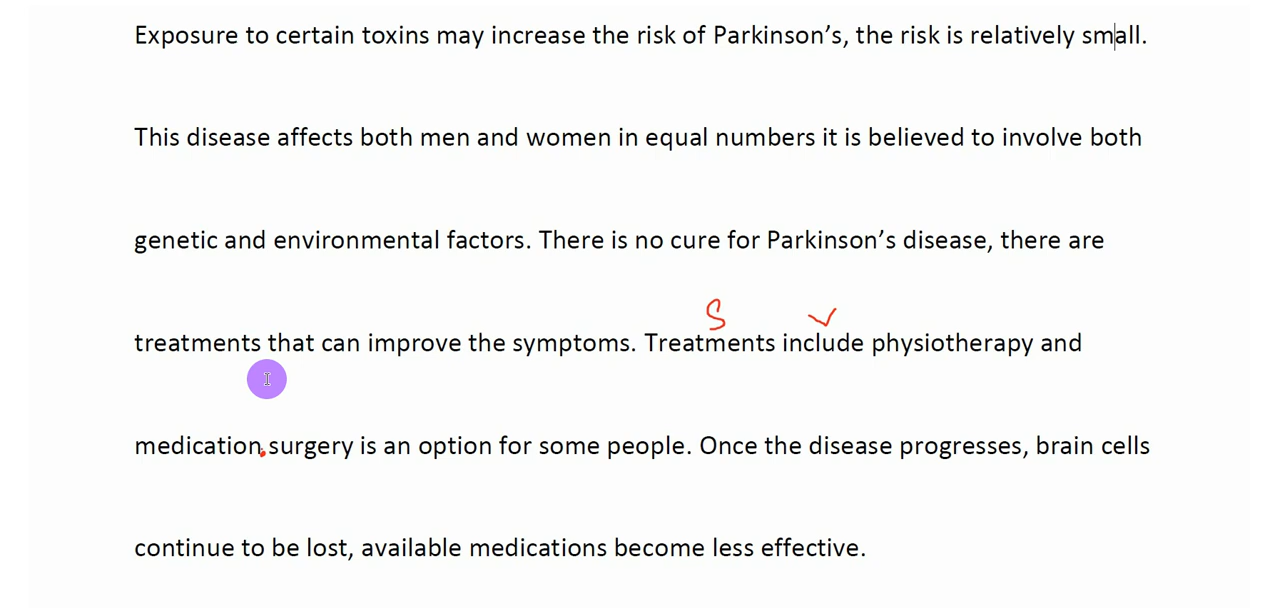 Exposure to certain toxins may increase the risk of Parkinson’s, the risk is relatively small.
This disease affects both men and women in equal numbers it is believed to involve both
genetic and environmental factors. There is no cure for Parkinson’s disease, there are
S v
treatments that can improve the symptoms. Treatments include physiotherapy and
medication.surgery is an option for some people. Once the disease progresses, brain cells
continue to be lost, available medications become less effective.